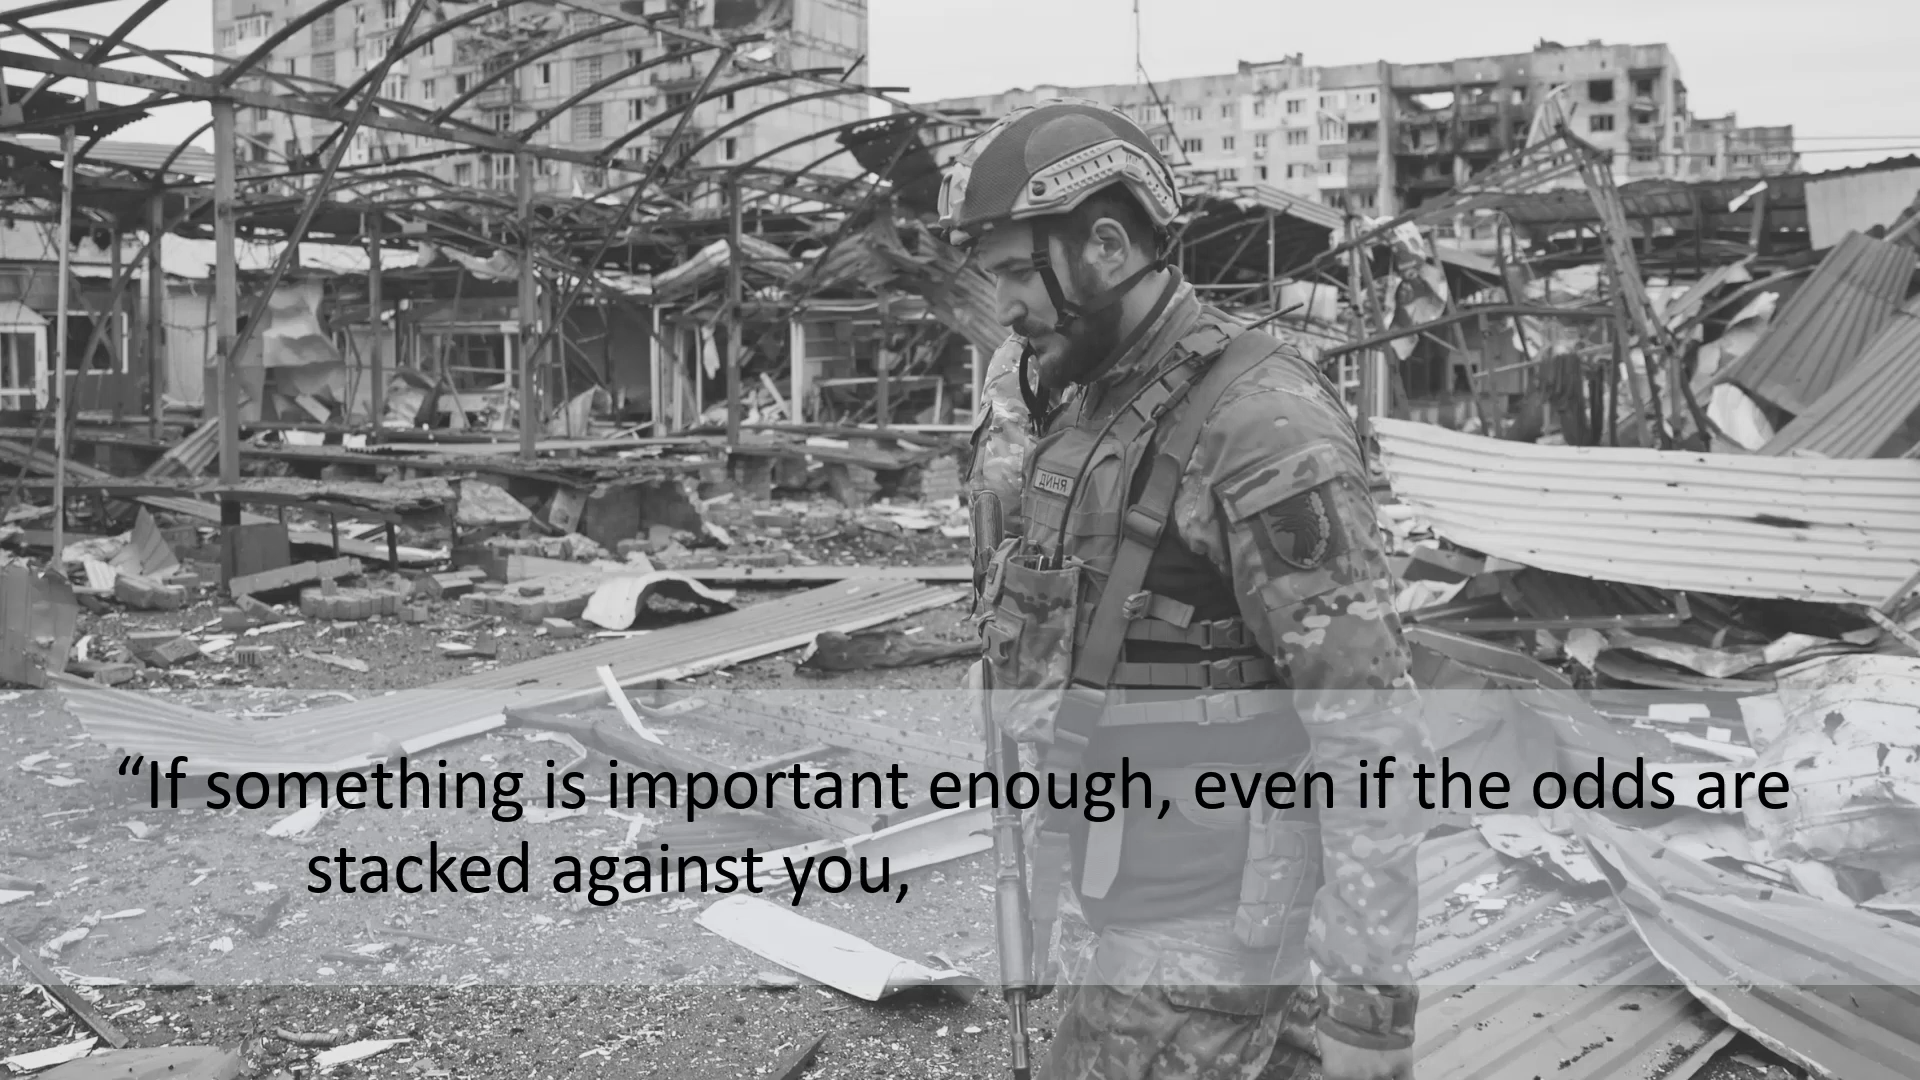 ДИНЯ
“If something is important enough, even if the odds are
stacked against you,